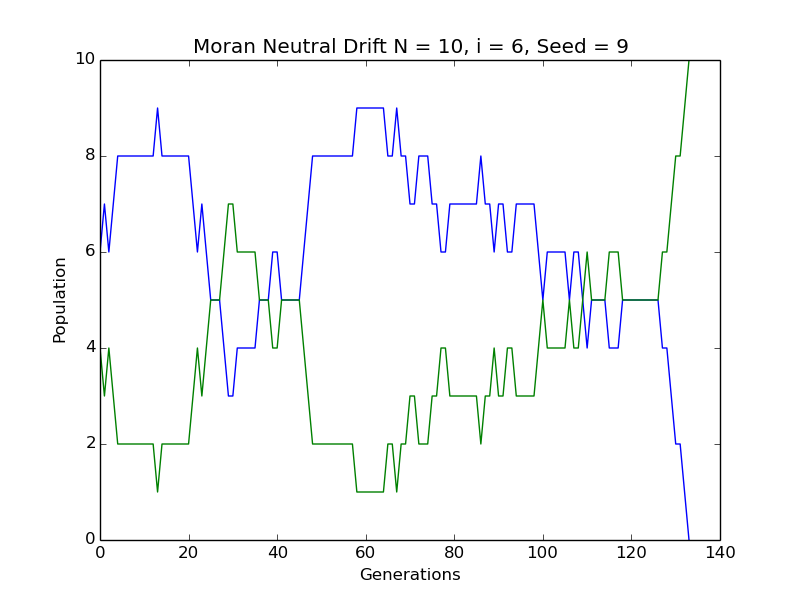 Moran Neutral Drift N = 10, i = 6, Seed = 9
10
8
6
4
2
0
Population
0 20 40 60 80 100 120 140
Generations